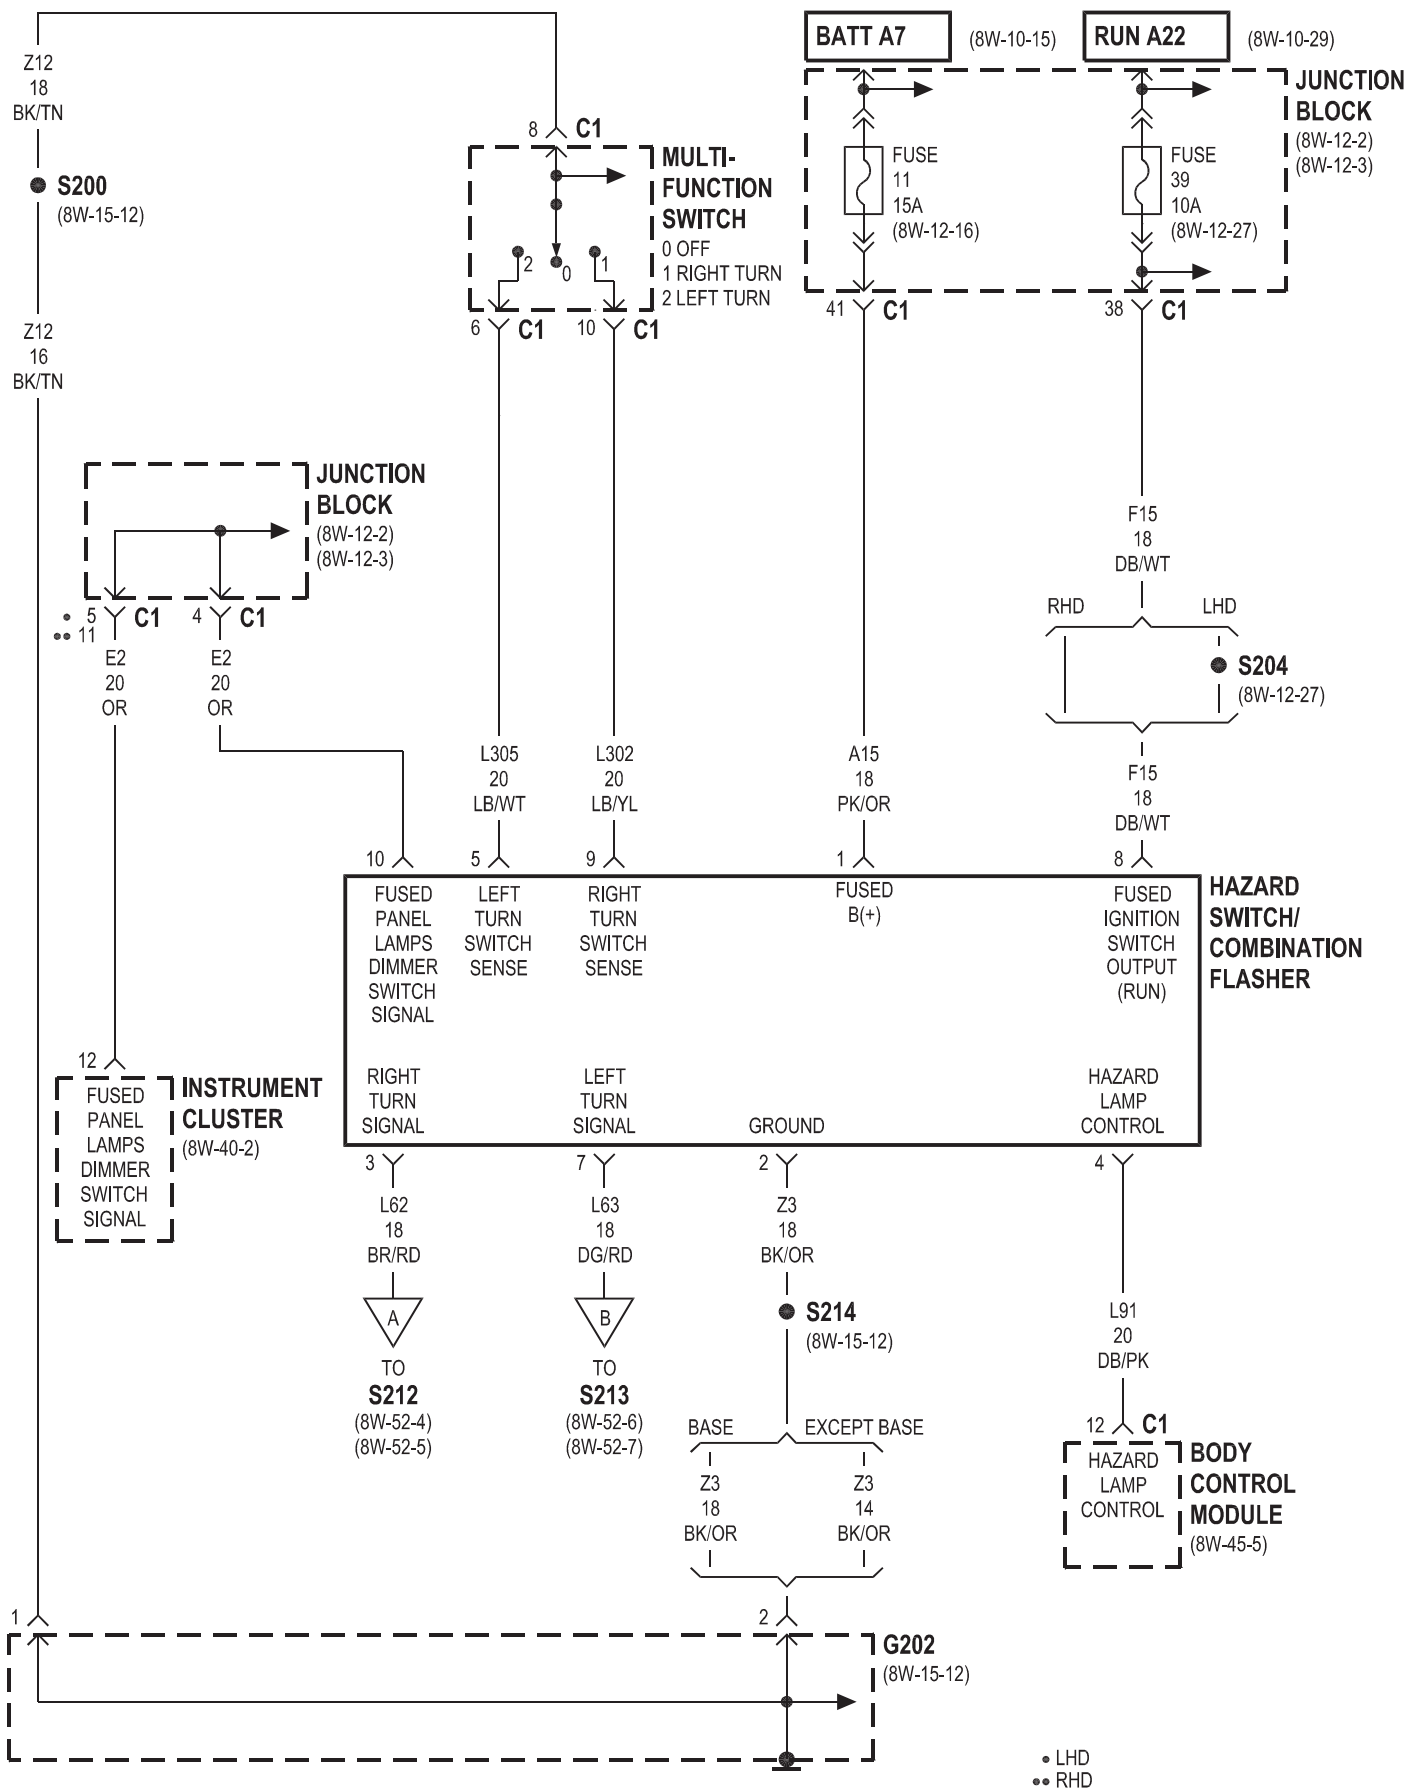 BATT A7
(8W-10-15)
RUN A22
(8W-10-29)
Z12
18
BK/TN
S200
(8W-15-12)
Z12
16
BK/TN
8
C1
MULTI-
FUNCTION
SWITCH
0 OFF
1 RIGHT TURN
2 LEFT TURN
2
0
1
6
C1
10
C1
JUNCTION
BLOCK
(8W-12-2)
(8W-12-3)
FUSE
11
15A
(8W-12-16)
FUSE
39
10A
(8W-12-27)
41
C1
38
C1
JUNCTION
BLOCK
(8W-12-2)
(8W-12-3)
• 5
•• 11
C1
4
C1
E2
20
OR
E2
20
OR
F15
18
DB/WT
RHD
LHD
S204
(8W-12-27)
L305
20
LB/WT
L302
20
LB/YL
A15
18
PK/OR
F15
18
DB/WT
10
5
9
1
8
FUSED
PANEL
LAMPS
DIMMER
SWITCH
SIGNAL
LEFT
TURN
SWITCH
SENSE
RIGHT
TURN
SWITCH
SENSE
FUSED
B(+)
FUSED
IGNITION
SWITCH
OUTPUT
(RUN)
HAZARD
SWITCH/
COMBINATION
FLASHER
12
FUSED
PANEL
LAMPS
DIMMER
SWITCH
SIGNAL
INSTRUMENT
CLUSTER
(8W-40-2)
RIGHT
TURN
SIGNAL
LEFT
TURN
SIGNAL
GROUND
HAZARD
LAMP
CONTROL
3
7
2
4
L62
18
BR/RD
L63
18
DG/RD
Z3
18
BK/OR
A
TO
S212
(8W-52-4)
(8W-52-5)
B
TO
S213
(8W-52-6)
(8W-52-7)
S214
(8W-15-12)
L91
20
DB/PK
BASE
EXCEPT BASE
Z3
18
BK/OR
Z3
14
BK/OR
12
C1
HAZARD
LAMP
CONTROL
BODY
CONTROL
MODULE
(8W-45-5)
1
2
G202
(8W-15-12)
• LHD
•• RHD